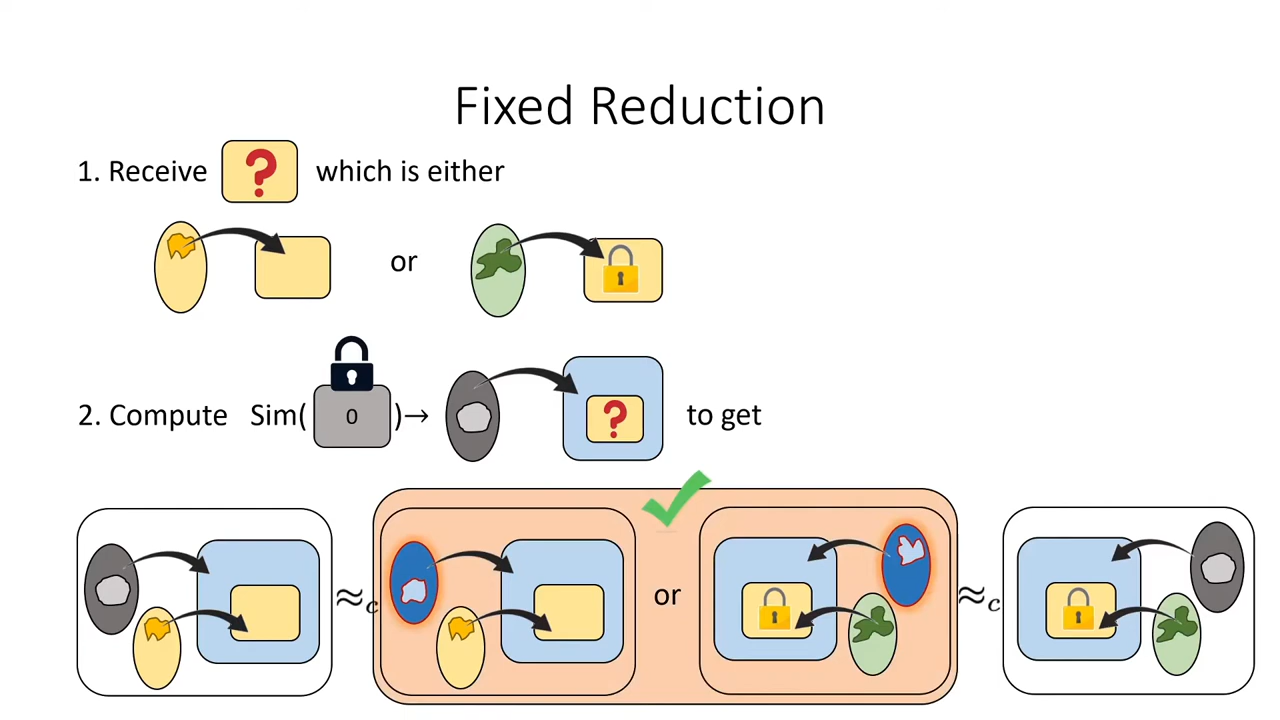 Fixed Reduction
1. Receive ? which is either
or
2. Compute Sim( 0 )→ ? to get
≈c or ≈c